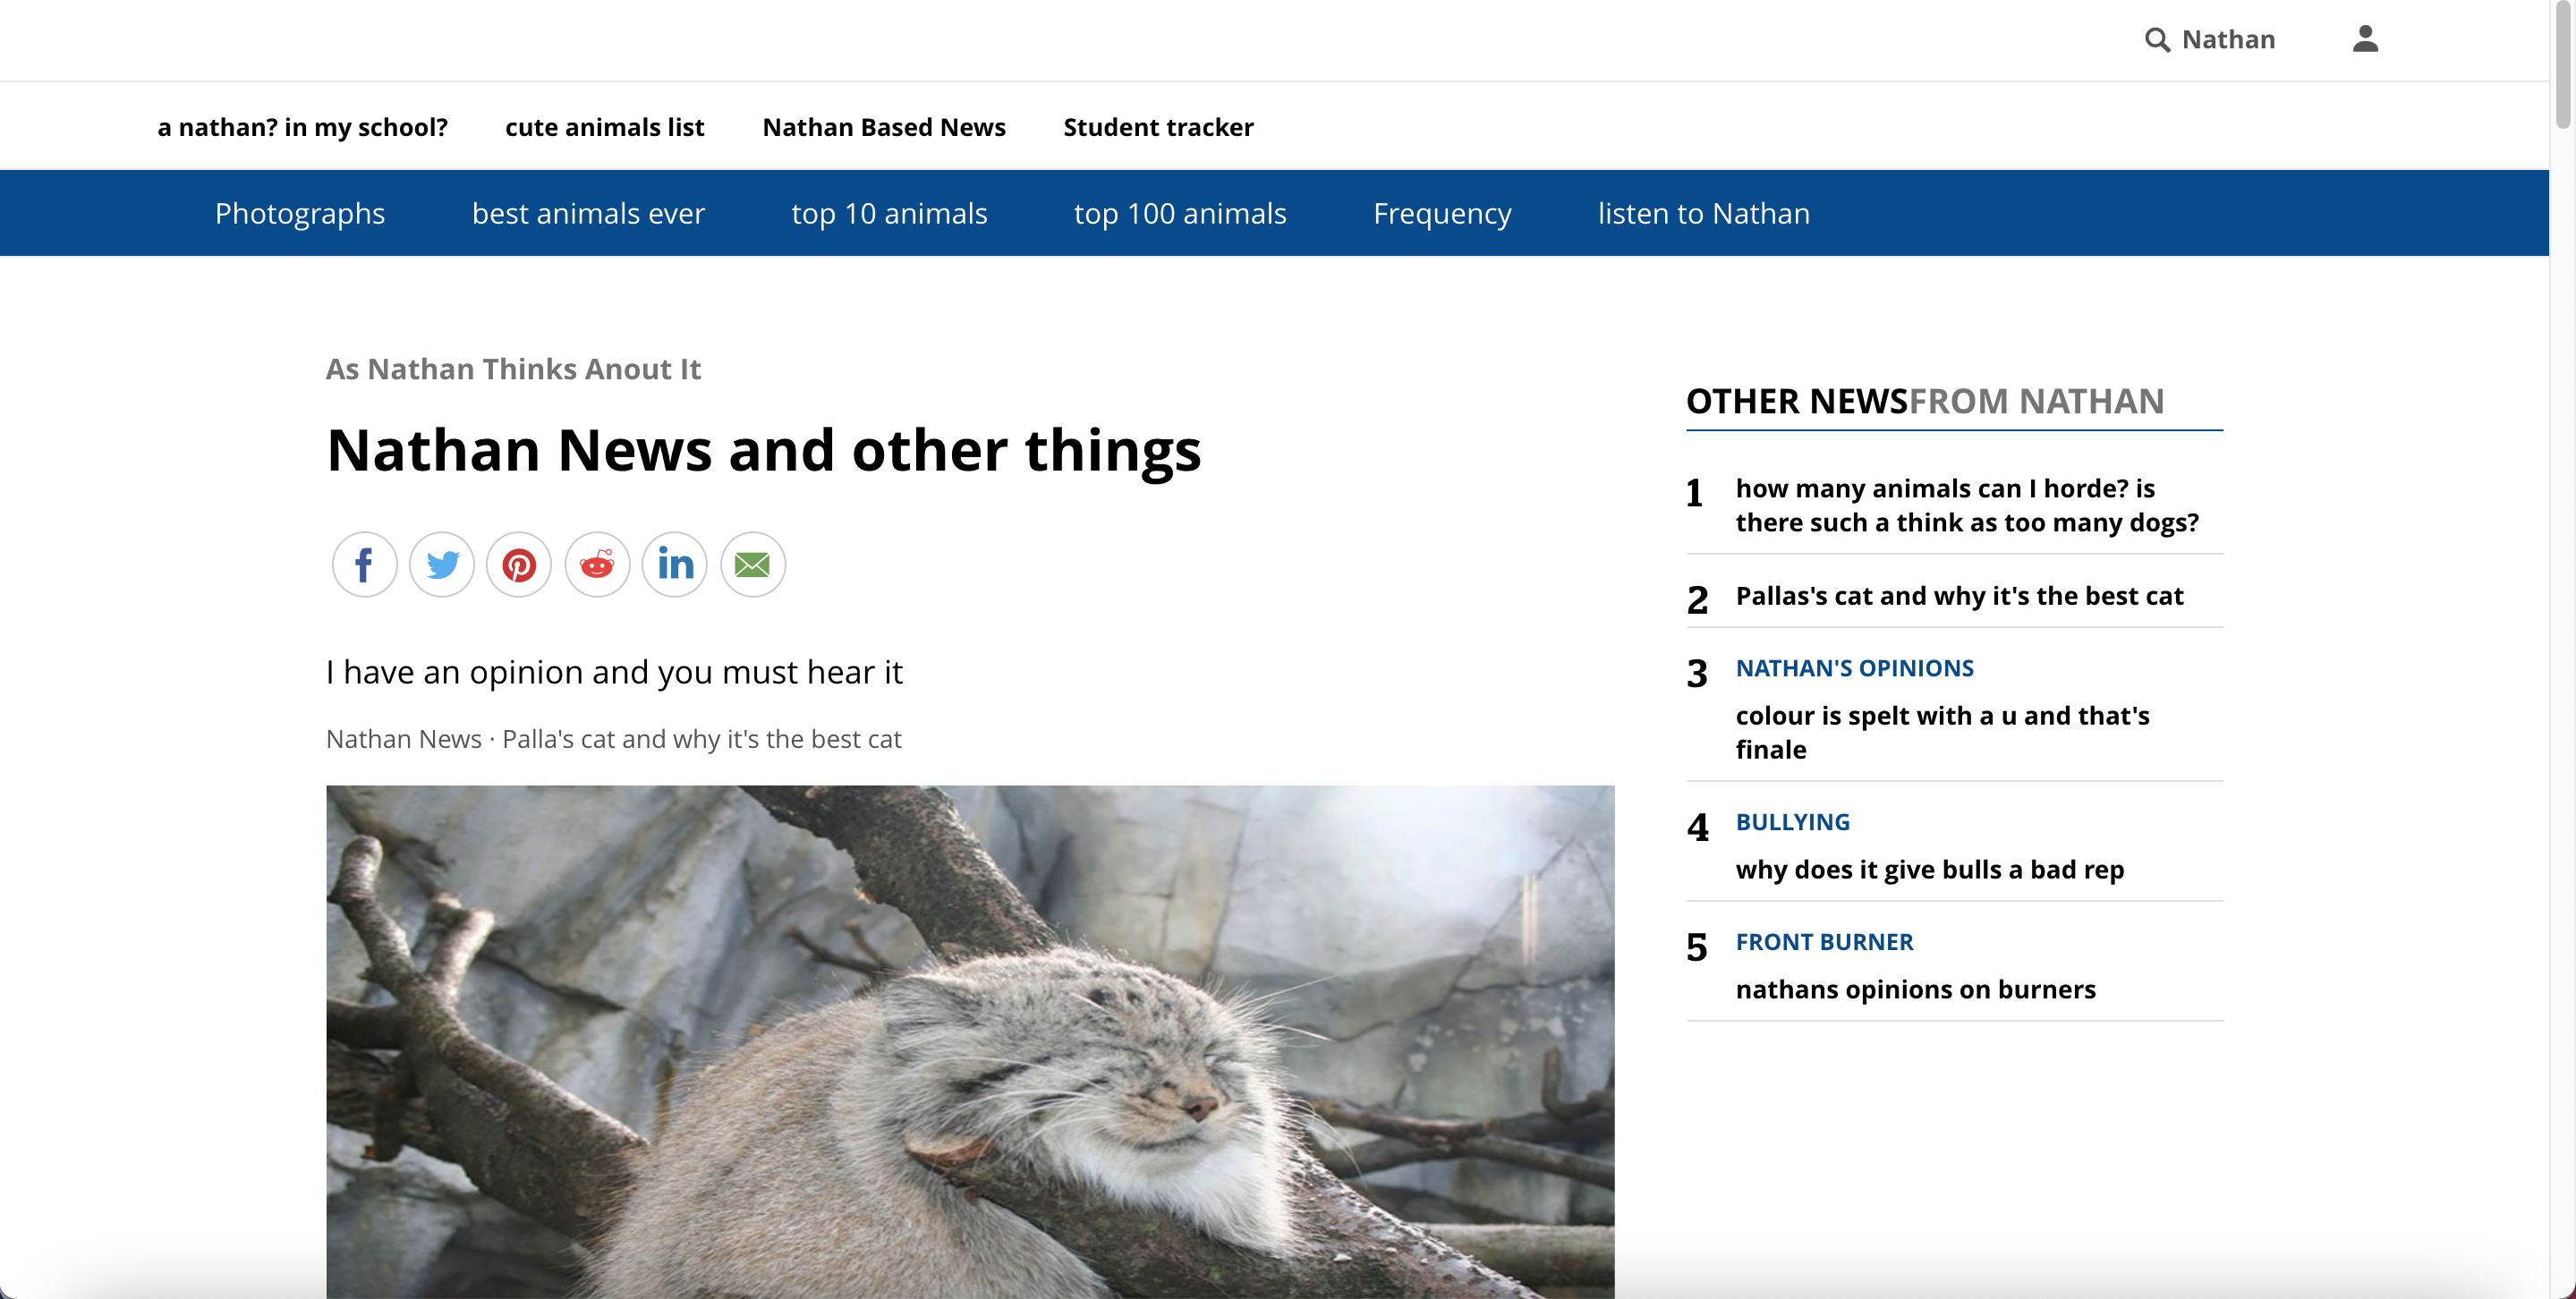 Nathan
a nathan? in my school?
cute animals list
Nathan Based News
Student tracker
Photographs
best animals ever
top 10 animals
top 100 animals
Frequency
listen to Nathan
As Nathan Thinks Anout It
Nathan News and other things
f
in
I have an opinion and you must hear it
Nathan News · Palla's cat and why it's the best cat
OTHER NEWSFROM NATHAN
1 how many animals can I horde? is
there such a think as too many dogs?
2 Pallas's cat and why it's the best cat
3 NATHAN'S OPINIONS
colour is spelt with a u and that's
finale
4 BULLYING
why does it give bulls a bad rep
5 FRONT BURNER
nathans opinions on burners